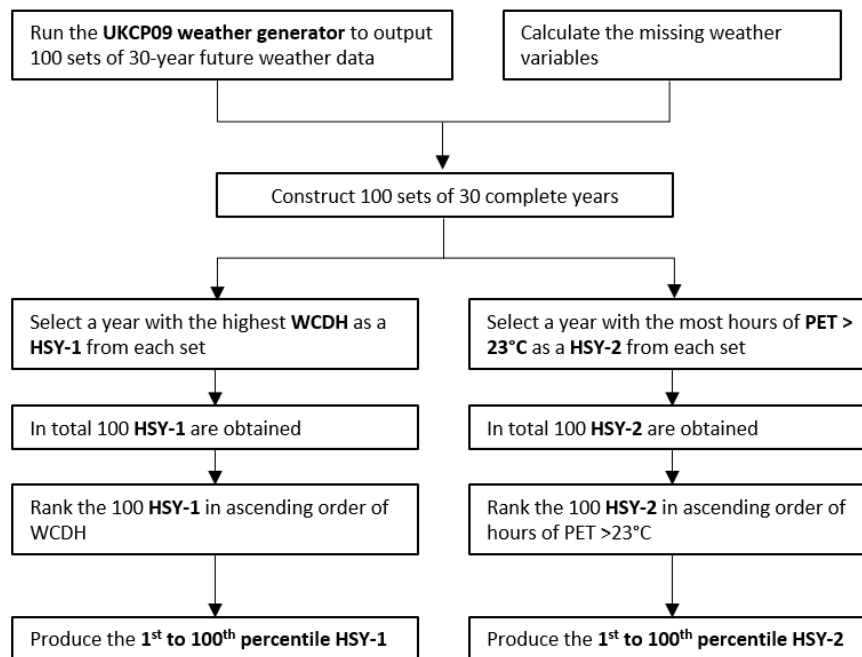 Run the UKCP09 weather generator to output
100 sets of 30-year future weather data
Calculate the missing weather
variables
Construct 100 sets of 30 complete years
Select a year with the highest WCDH as a
HSY-1 from each set
Select a year with the most hours of PET >
23°C as a HSY-2 from each set
In total 100 HSY-1 are obtained
In total 100 HSY-2 are obtained
Rank the 100 HSY-1 in ascending order of
WCDH
Rank the 100 HSY-2 in ascending order of
hours of PET >23°C
Produce the 1st to 100th percentile HSY-1
Produce the 1st to 100th percentile HSY-2